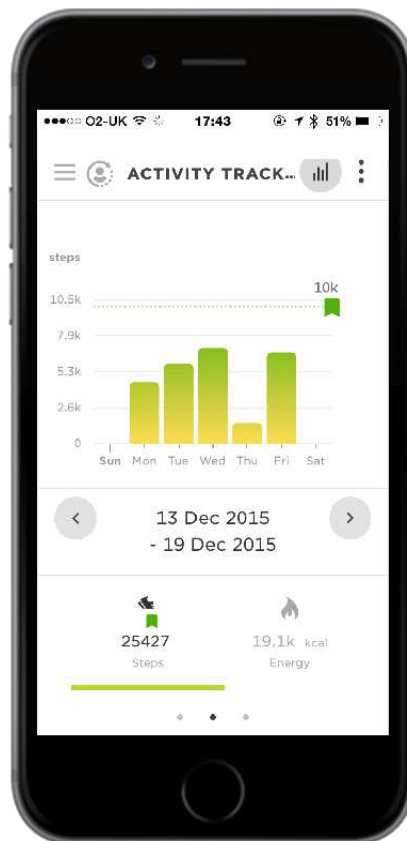 ●●●○○ O2-UK 17:43 51%
ACTIVITY TRACK...
steps
10k
10.5k
7.9k
5.3k
2.6k
0
Sun Mon Tue Wed Thu Fri Sat
13 Dec 2015
- 19 Dec 2015
25427
Steps
19.1k kcal
Energy